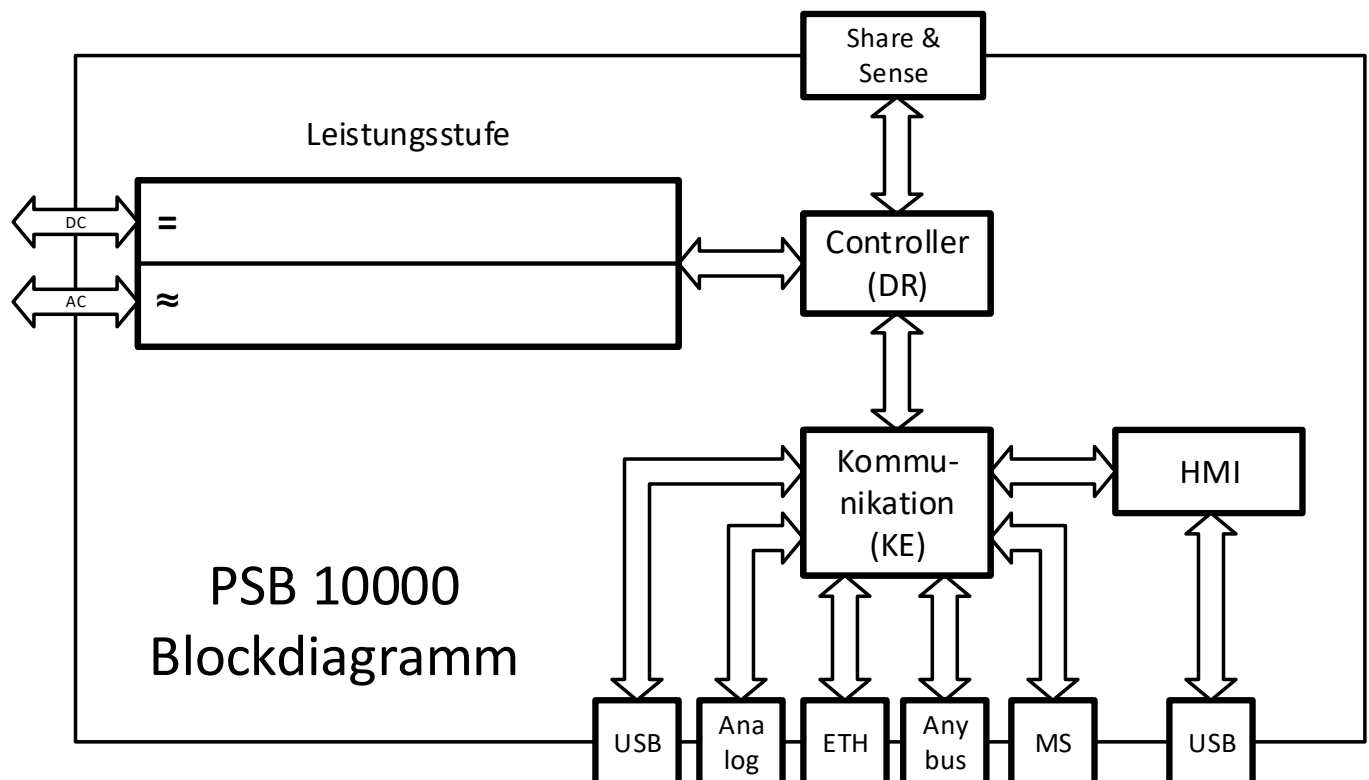 Share &
Sense
Leistungsstufe
DC
=
Controller
(DR)
AC
≈
Kommu-
nikation
(KE)
HMI
PSB 10000
Blockdiagramm
USB
Ana
log
ETH
Any
bus
MS
USB